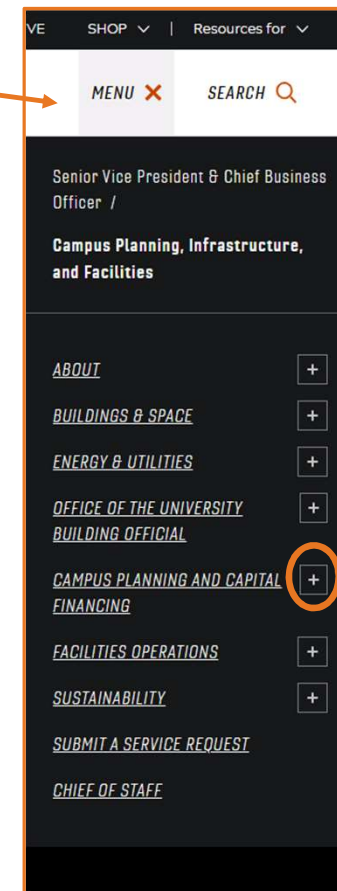 VE SHOP | Resources for
MENU SEARCH
Senior Vice President & Chief Business
Officer /
Campus Planning, Infrastructure,
and Facilities
ABOUT +
BUILDINGS & SPACE +
ENERGY & UTILITIES +
OFFICE OF THE UNIVERSITY +
BUILDING OFFICIAL
CAMPUS PLANNING AND CAPITAL +
FINANCING
FACILITIES OPERATIONS +
SUSTAINABILITY +
SUBMIT A SERVICE REQUEST
CHIEF OF STAFF